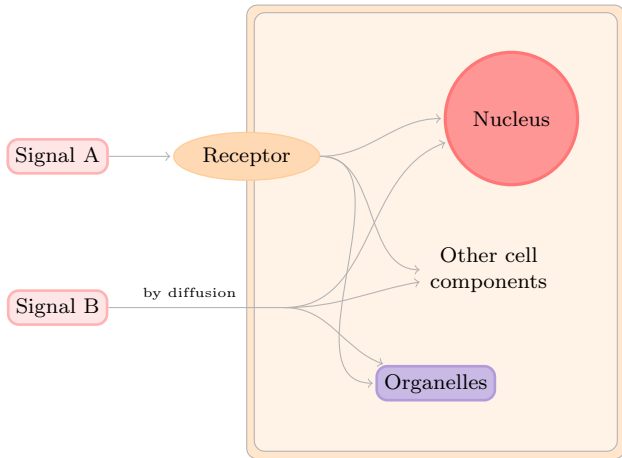 Nucleus
Signal A
Receptor
Other cell
components
by diffusion
Signal B
Organelles